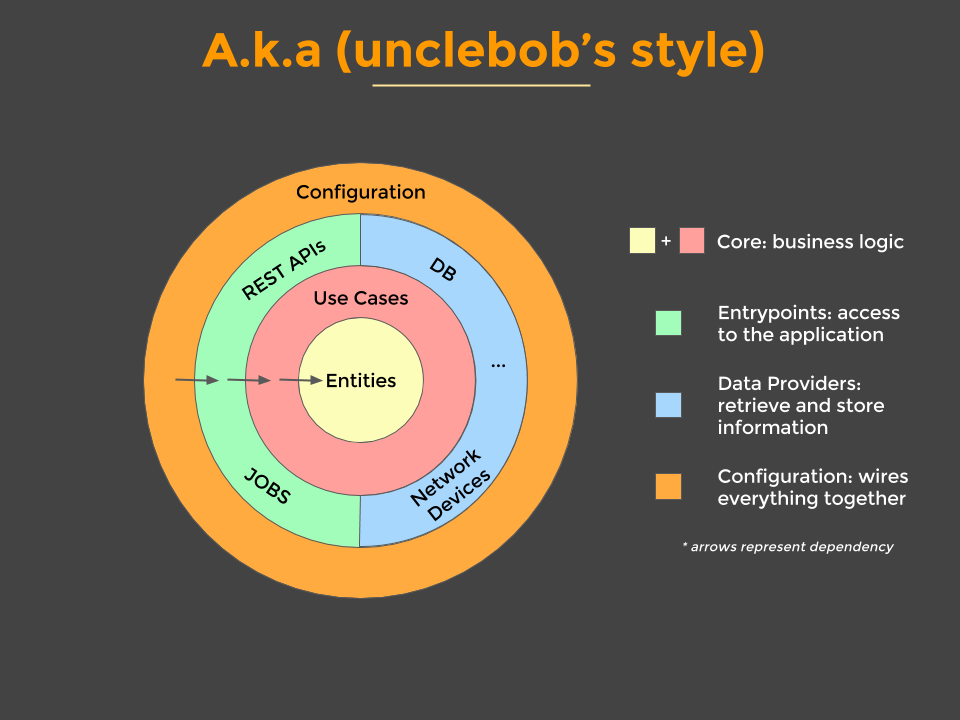 A.k.a (unclebob’s style)
Configuration
REST APIs
DB
Use Cases
...
Entities
JOBS
Network
Devices
+
Core: business logic
Entrypoints: access
to the application
Data Providers:
retrieve and store
information
Configuration: wires
everything together
* arrows represent dependency